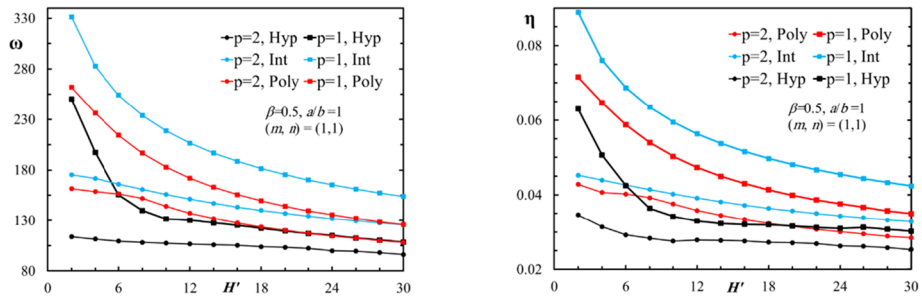 330
ω
280
230
180
130
80
p=2, Hyp p=1, Hyp
p=2, Int p=1, Int
p=2, Poly p=1, Poly
β=0.5, a/b=1
(m, n) = (1,1)
0 6 12 H' 18 24 30
η
0.08
0.06
0.04
0.02
p=2, Poly p=1, Poly
p=2, Int p=1, Int
p=2, Hyp p=1, Hyp
β=0.5, a/b=1
(m, n) = (1,1)
0 6 12 H' 18 24 30